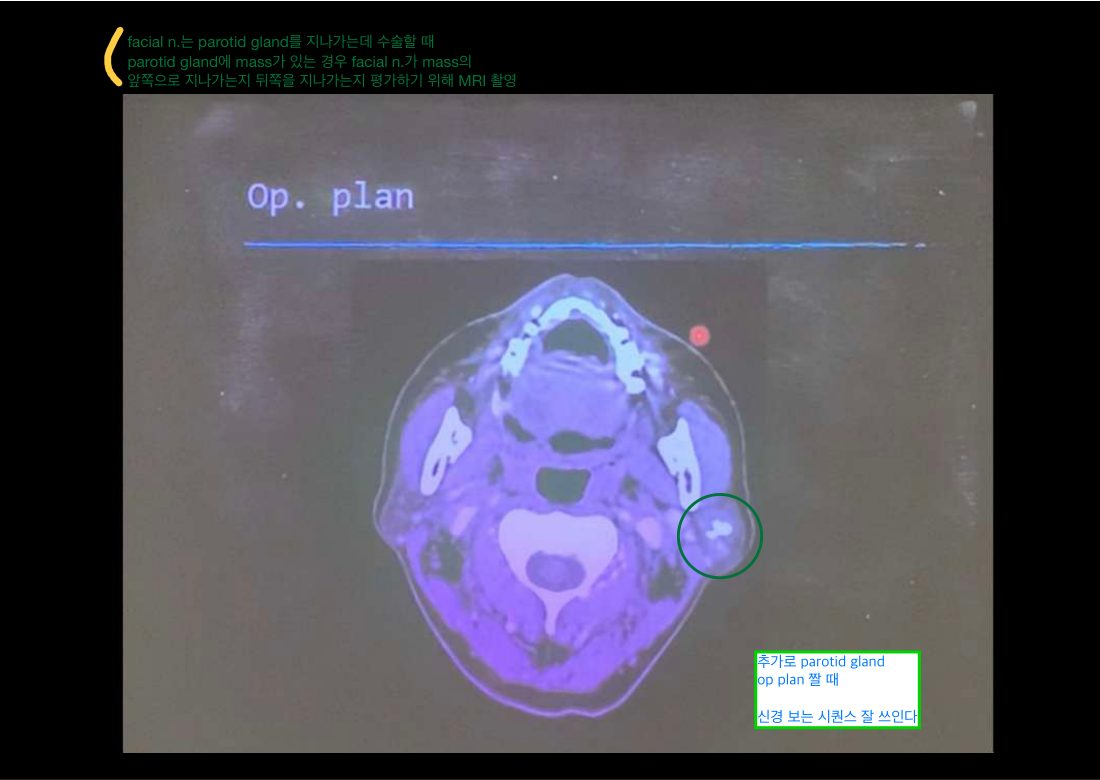 facial n.는 parotid gland를 지나가는데 수술할 때
parotid gland에 mass가 있는 경우 facial n.가 mass의
앞쪽으로 지나가는지 뒤쪽을 지나가는지 평가하기 위해 MRI 촬영
Op. plan
추가로 parotid gland
op plan 짤 때
신경 보는 시퀀스 잘 쓰인다